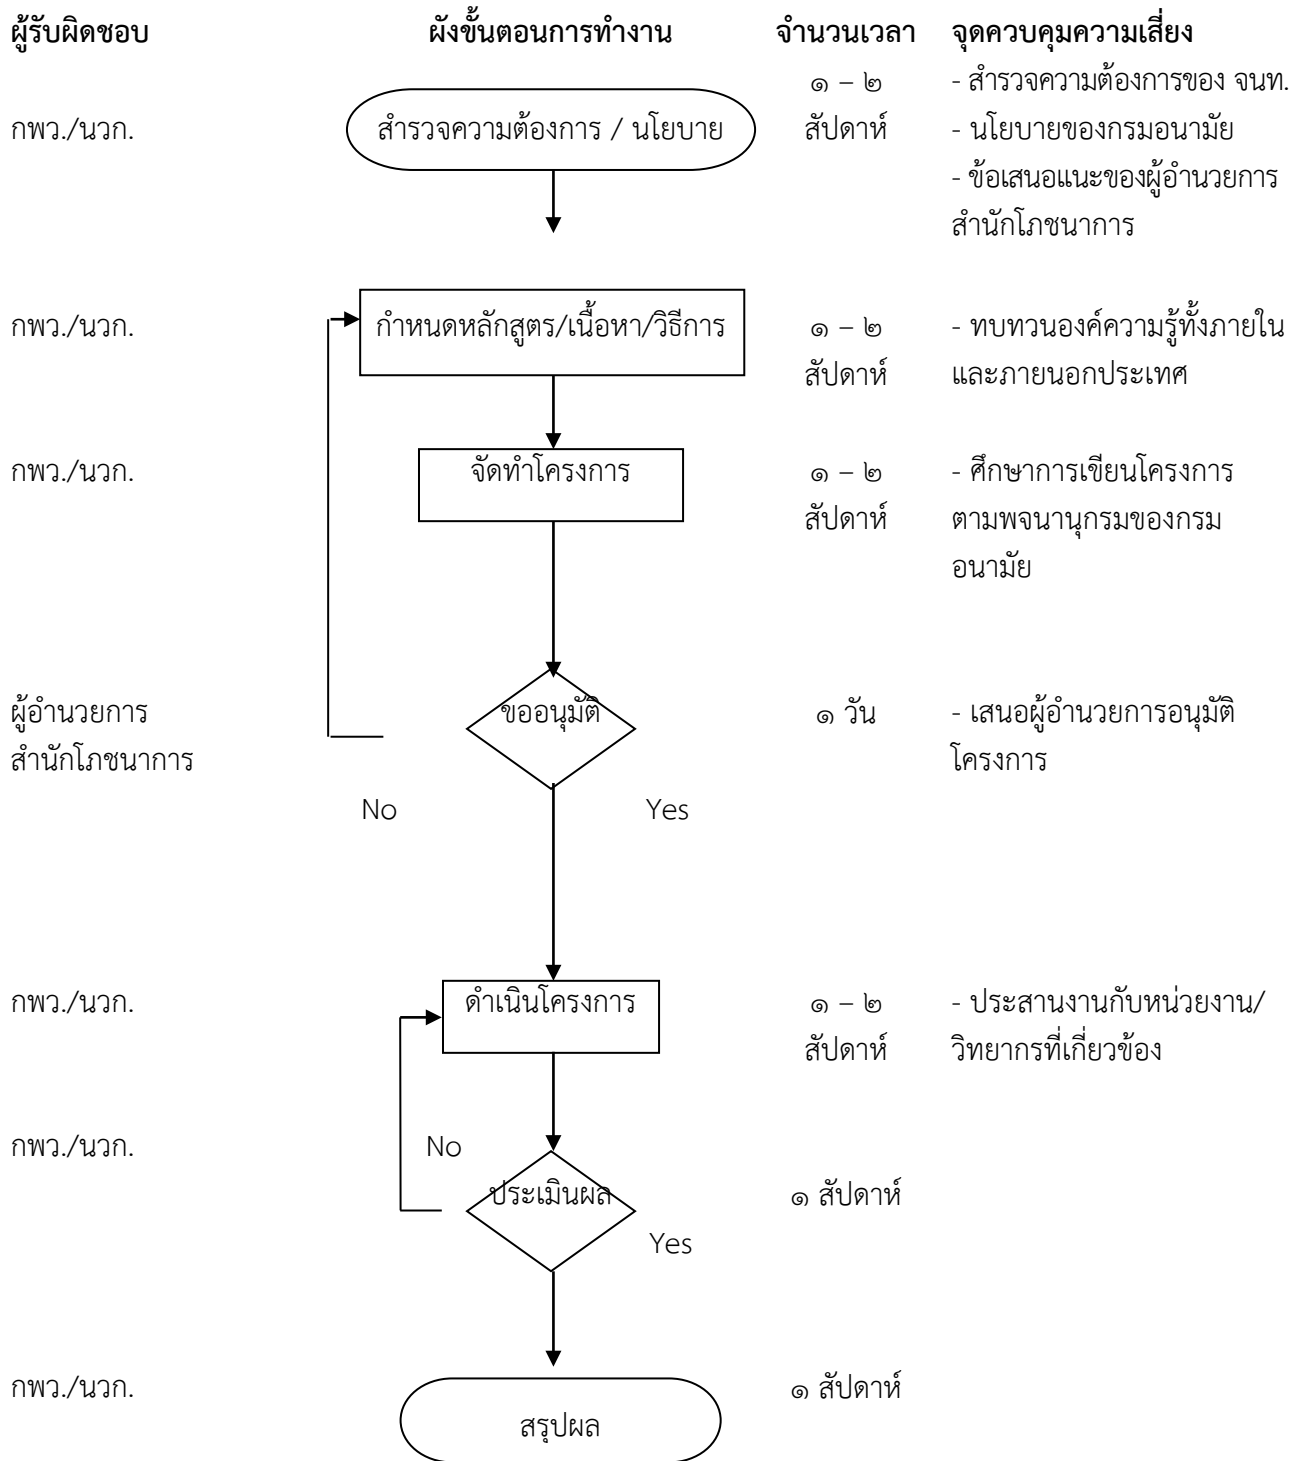 ผู้รับผิดชอบ ผังขั้นตอนการทำงาน จำนวนเวลา จุดควบคุมความเสี่ยง
๑ – ๒ - สำรวจความต้องการของ จนท.
กพว./นวก. สำรวจความต้องการ / นโยบาย สัปดาห์ - นโยบายของกรมอนามัย
- ข้อเสนอแนะของผู้อำนวยการ
สำนักโภชนาการ
กพว./นวก. กำหนดหลักสูตร/เนื้อหา/วิธีการ ๑ – ๒ - ทบทวนองค์ความรู้ทั้งภายใน
สัปดาห์ และภายนอกประเทศ
กพว./นวก. จัดทำโครงการ ๑ – ๒ - ศึกษาการเขียนโครงการ
สัปดาห์ ตามพจนานุกรมของกรม
อนามัย
ผู้อำนวยการ ขออนุมัติ ๑ วัน - เสนอผู้อำนวยการอนุมัติ
สำนักโภชนาการ โครงการ
No Yes
กพว./นวก. ดำเนินโครงการ ๑ – ๒ - ประสานงานกับหน่วยงาน/
สัปดาห์ วิทยากรที่เกี่ยวข้อง
กพว./นวก. No
ประเมินผล ๑ สัปดาห์
Yes
กพว./นวก. ๑ สัปดาห์
สรุปผล